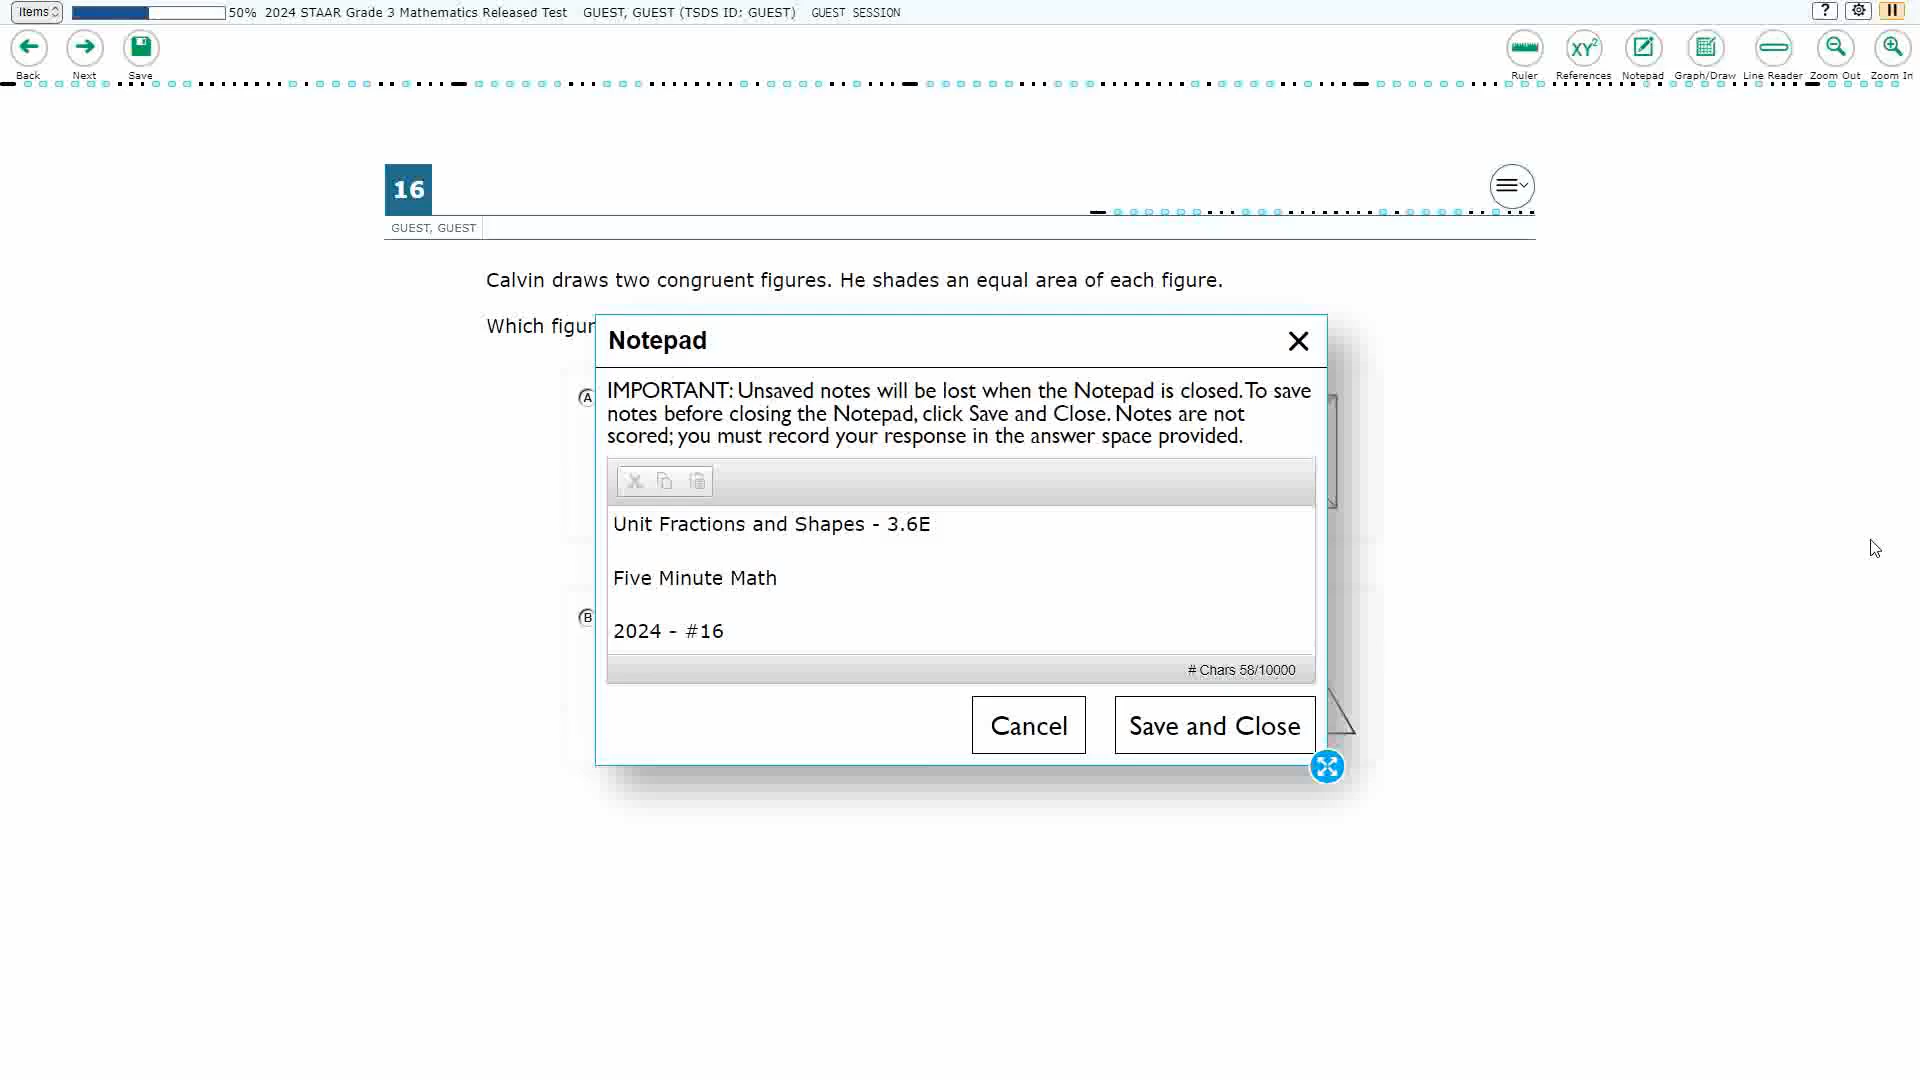 Items 50% 2024 STAAR Grade 3 Mathematics Released Test GUEST, GUEST (TSDS ID: GUEST) GUEST SESSION ?
Back Next Save XY² Ruler References Notepad Graph/Draw Line Reader Zoom Out Zoom In
16
GUEST, GUEST
Calvin draws two congruent figures. He shades an equal area of each figure.
Which figur
Notepad
IMPORTANT: Unsaved notes will be lost when the Notepad is closed. To save
notes before closing the Notepad, click Save and Close. Notes are not
scored; you must record your response in the answer space provided.
A
Unit Fractions and Shapes - 3.6E
Five Minute Math
B
2024 - #16
# Chars 58/10000
Cancel Save and Close